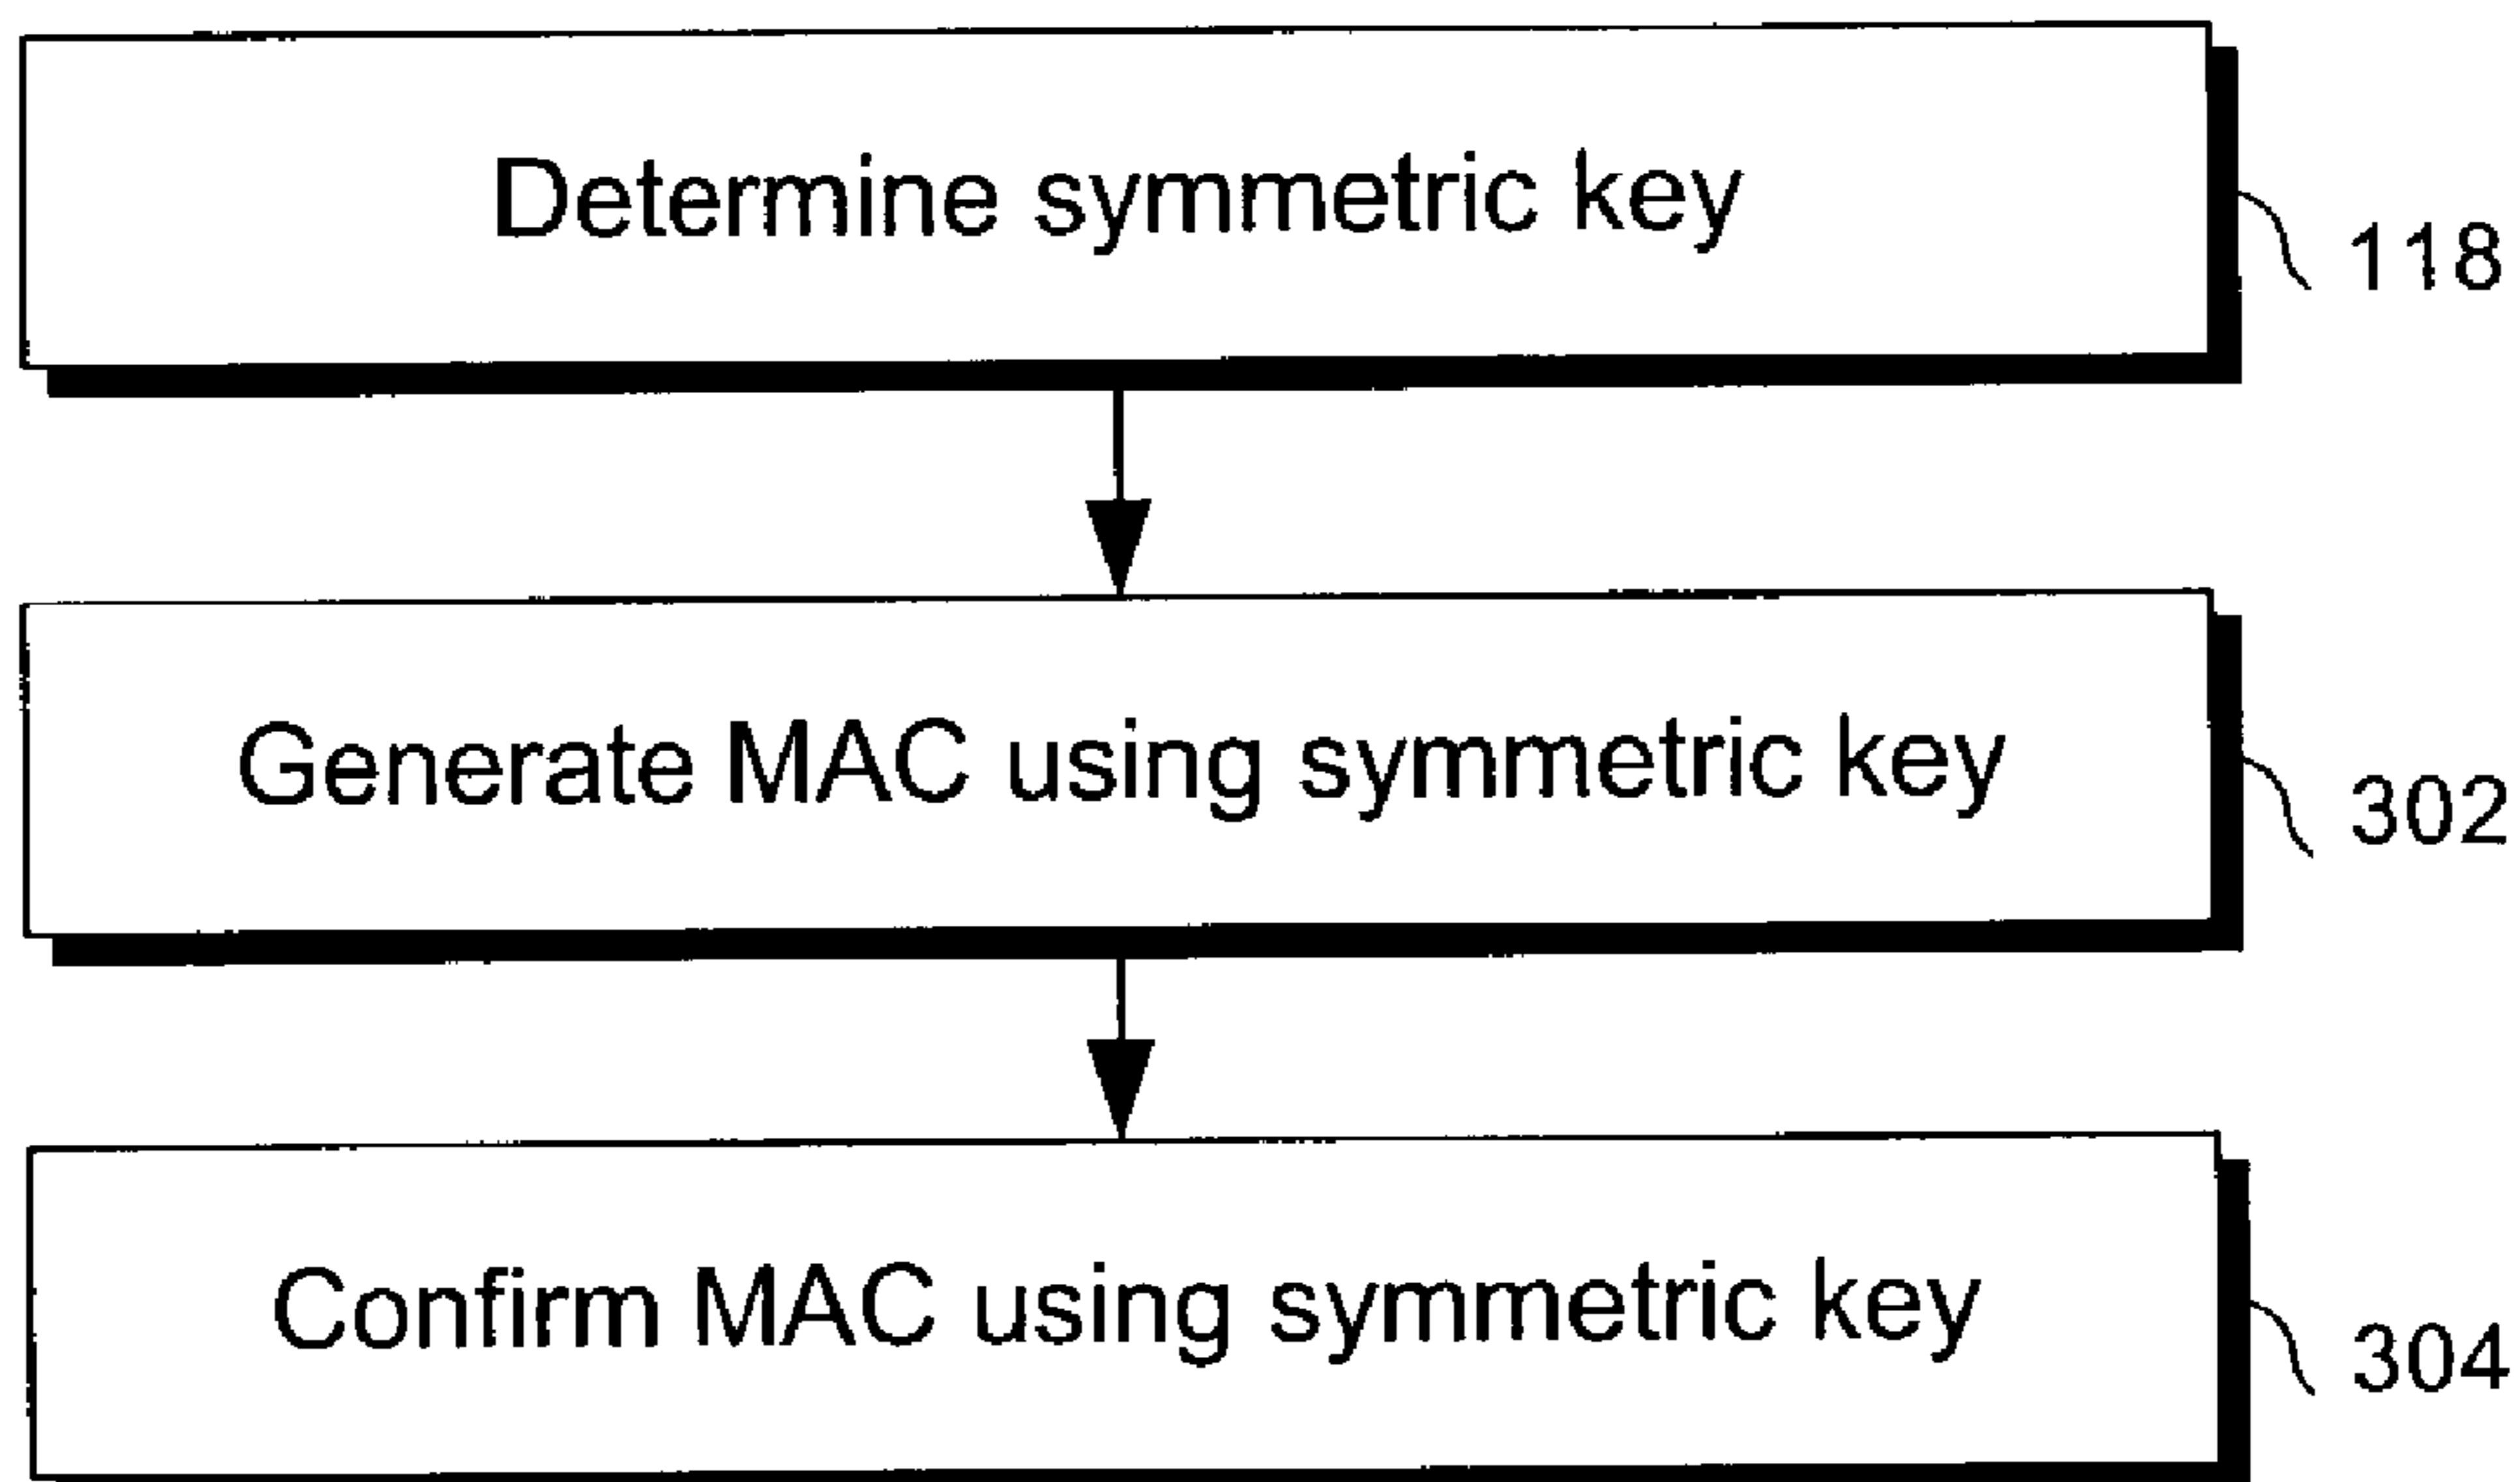 Determine symmetric key
118
Generate MAC using symmetric key
302
Confirm MAC using symmetric key
304